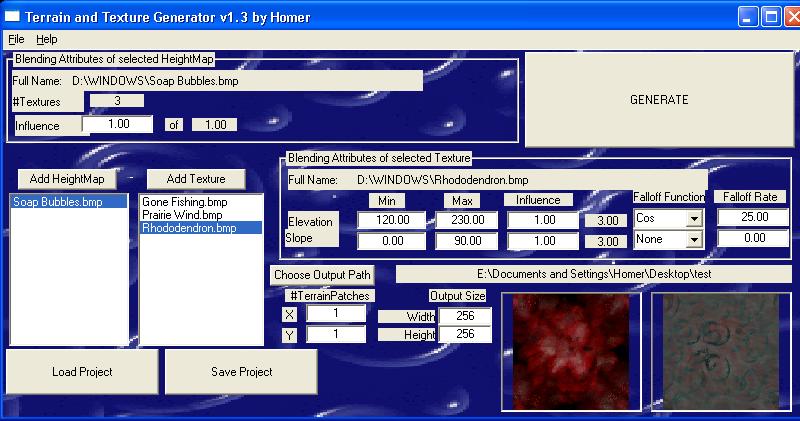 Terrain and Texture Generator v1.3 by Homer
File Help
Blending Attributes of selected HeightMap
Full Name: D:\WINDOWS\Soap Bubbles.bmp
#Textures 3
Influence 1.00 of 1.00
GENERATE
Add HeightMap
Soap Bubbles.bmp
Add Texture
Gone Fishing.bmp
Prairie Wind.bmp
Rhododendron.bmp
Blending Attributes of selected Texture
Full Name: D:\WINDOWS\Rhododendron.bmp
Min Max Influence Falloff Function Falloff Rate
Elevation 120.00 230.00 1.00 3.00 Cos 25.00
Slope 0.00 90.00 1.00 3.00 None 0.00
Choose Output Path E:\Documents and Settings\Homer\Desktop\test
#TerrainPatches Output Size
X 1 Width 256
Y 1 Height 256
Load Project Save Project